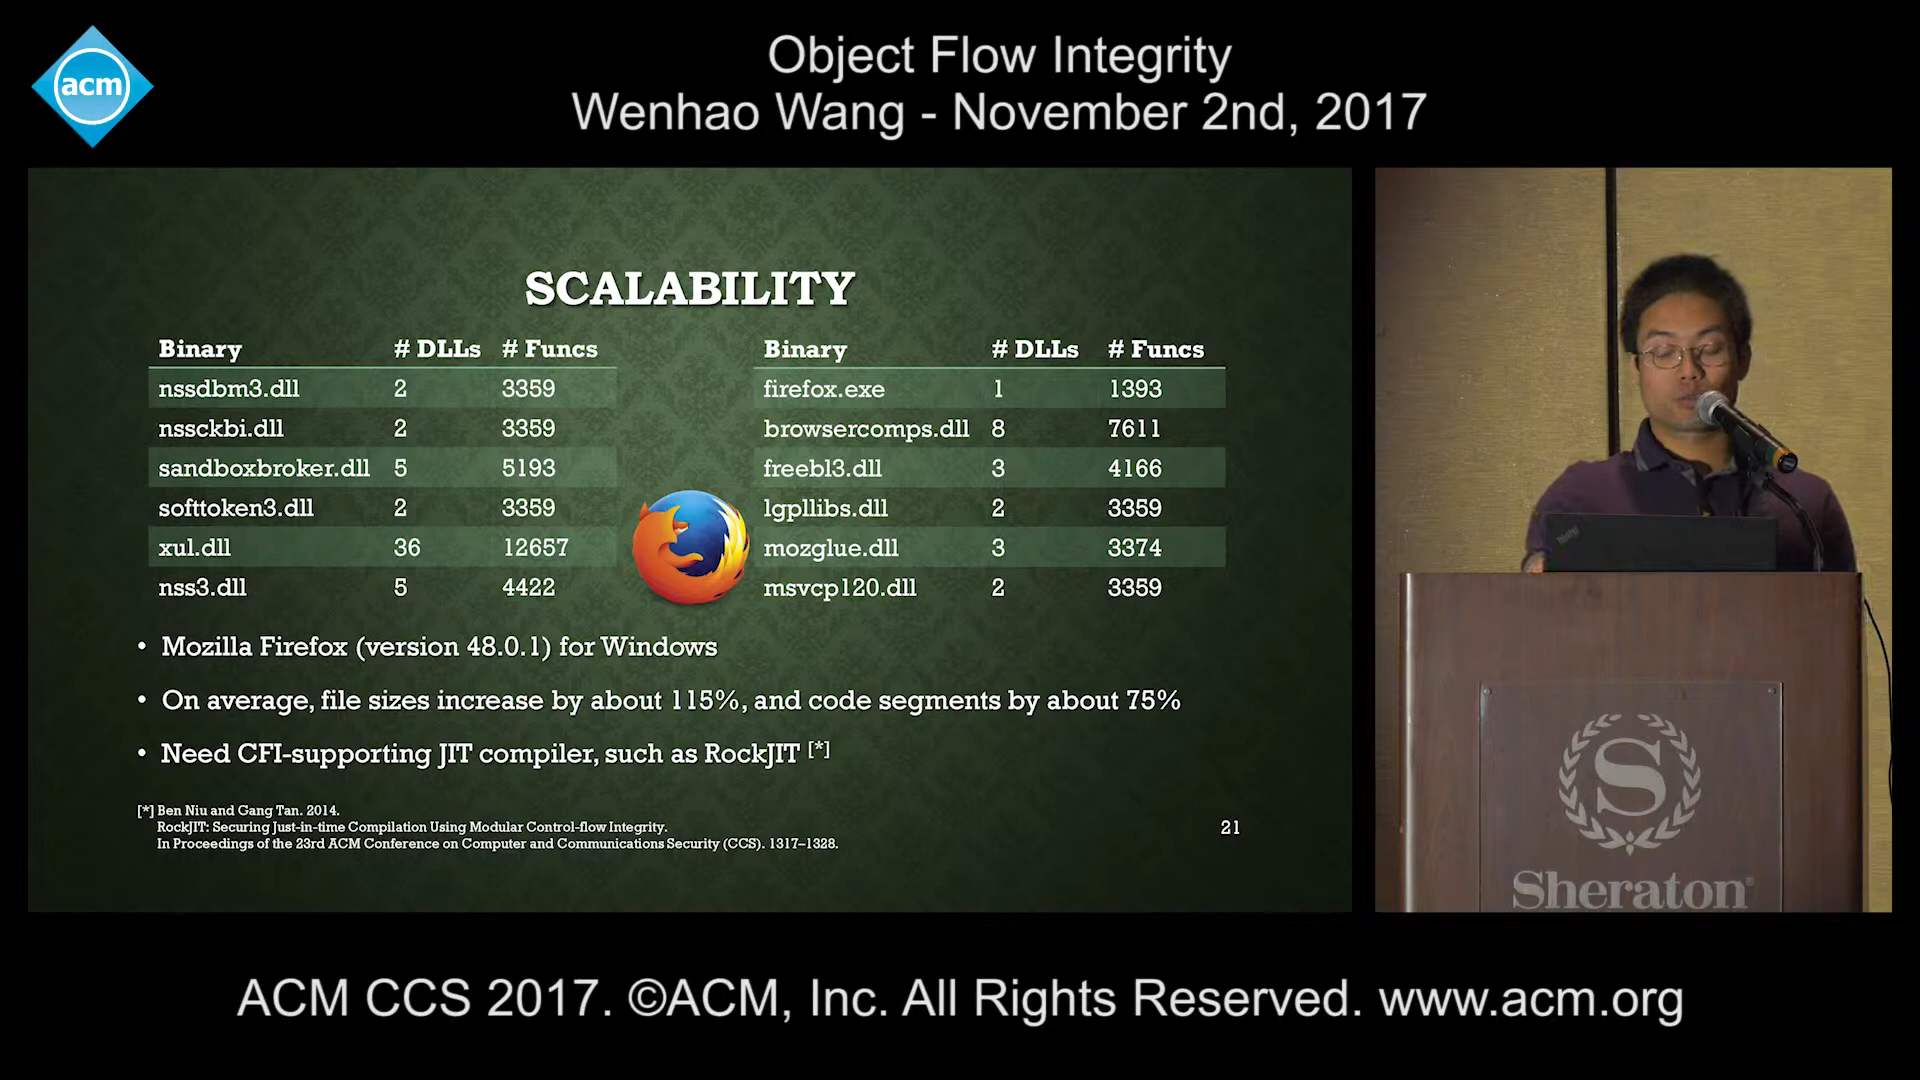 acm
Object Flow Integrity
Wenhao Wang - November 2nd, 2017
SCALABILITY
Binary # DLLs # Funcs
nssdbm3.dll 2 3359
nssckbi.dll 2 3359
sandboxbroker.dll 5 5193
softtoken3.dll 2 3359
xul.dll 36 12657
nss3.dll 5 4422
Binary # DLLs # Funcs
firefox.exe 1 1393
browsercomps.dll 8 7611
freebl3.dll 3 4166
lgpllibs.dll 2 3359
mozglue.dll 3 3374
msvcp120.dll 2 3359
• Mozilla Firefox (version 48.0.1) for Windows
• On average, file sizes increase by about 115%, and code segments by about 75%
• Need CFI-supporting JIT compiler, such as RockJIT [*]
[*] Ben Niu and Gang Tan. 2014.
RockJIT: Securing Just-in-time Compilation Using Modular Control-flow Integrity.
In Proceedings of the 23rd ACM Conference on Computer and Communications Security (CCS). 1317–1328.
21
ThinkPad
S
Sheraton®
ACM CCS 2017. ©ACM, Inc. All Rights Reserved. www.acm.org